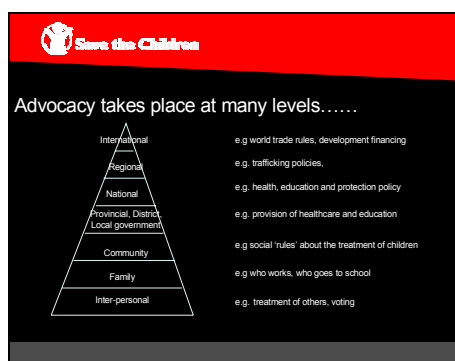 Save the Children
Advocacy takes place at many levels……
International e.g world trade rules, development financing
Regional e.g. trafficking policies,
National e.g. health, education and protection policy
Provincial, District,
Local government e.g. provision of healthcare and education
Community e.g social ‘rules’ about the treatment of children
Family e.g who works, who goes to school
Inter-personal e.g. treatment of others, voting